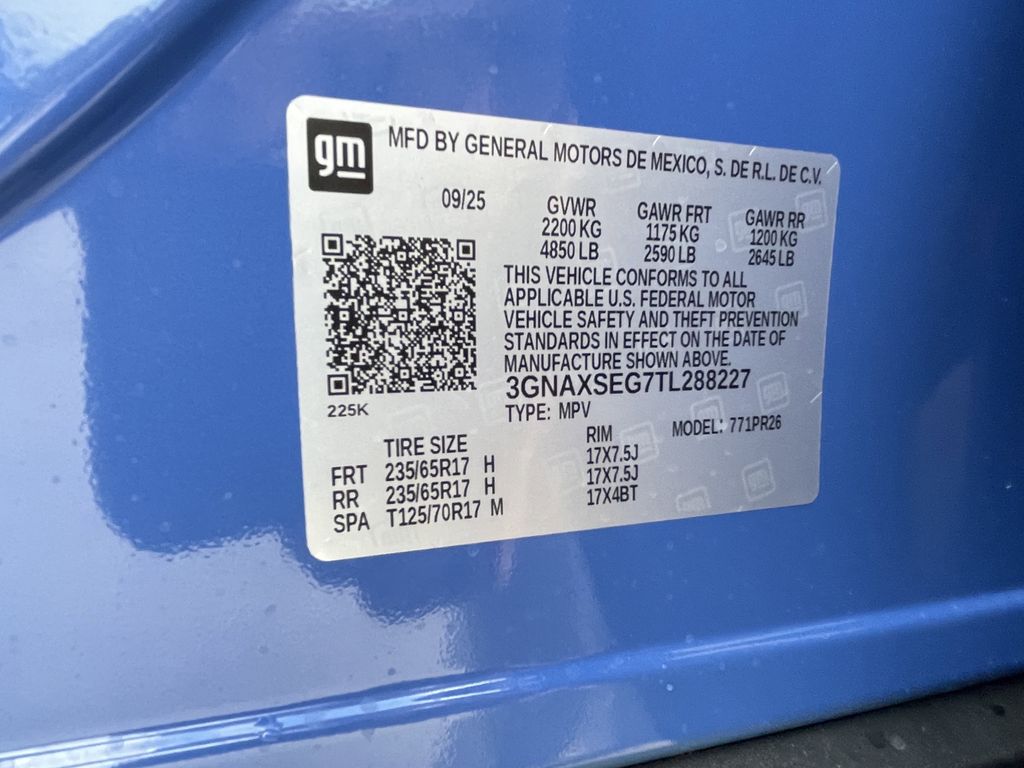 gm
MFD BY GENERAL MOTORS DE MEXICO, S. DE R.L. DE C.V.
09/25
GVWR GAWR FRT GAWR RR
2200 KG 1175 KG 1200 KG
4850 LB 2590 LB 2645 LB
THIS VEHICLE CONFORMS TO ALL
APPLICABLE U.S. FEDERAL MOTOR
VEHICLE SAFETY AND THEFT PREVENTION
STANDARDS IN EFFECT ON THE DATE OF
MANUFACTURE SHOWN ABOVE.
3GNAXSEG7TL288227
225K
TYPE: MPV MODEL: 771PR26
TIRE SIZE RIM
FRT 235/65R17 H 17X7.5J
RR 235/65R17 H 17X7.5J
SPA T125/70R17 M 17X4BT